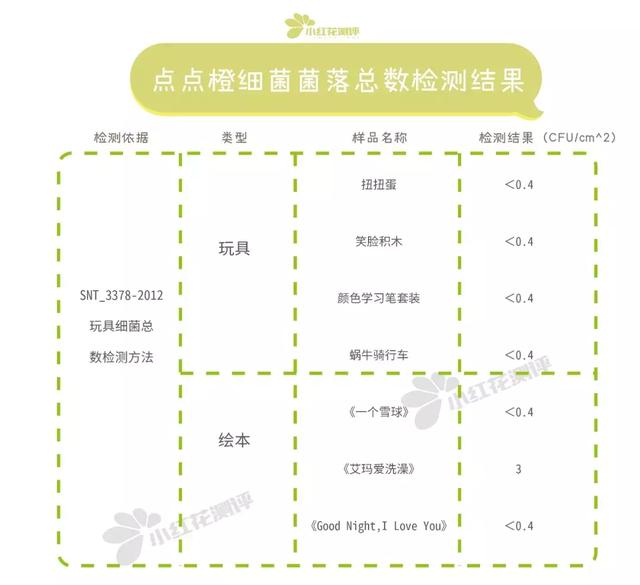 小红花测评
点点橙细菌菌落总数检测结果
检测依据 类型 样品名称 检测结果（CFU/cm^2）
扭扭蛋 <0.4
玩具
笑脸积木 <0.4
SNT_3378-2012
玩具细菌总
数检测方法
颜色学习笔套装 <0.4
蜗牛骑行车 <0.4
小红花测评
《一个雪球》 <0.4
绘本
《艾玛爱洗澡》 3
《Good Night,I Love You》 <0.4
小红花测评